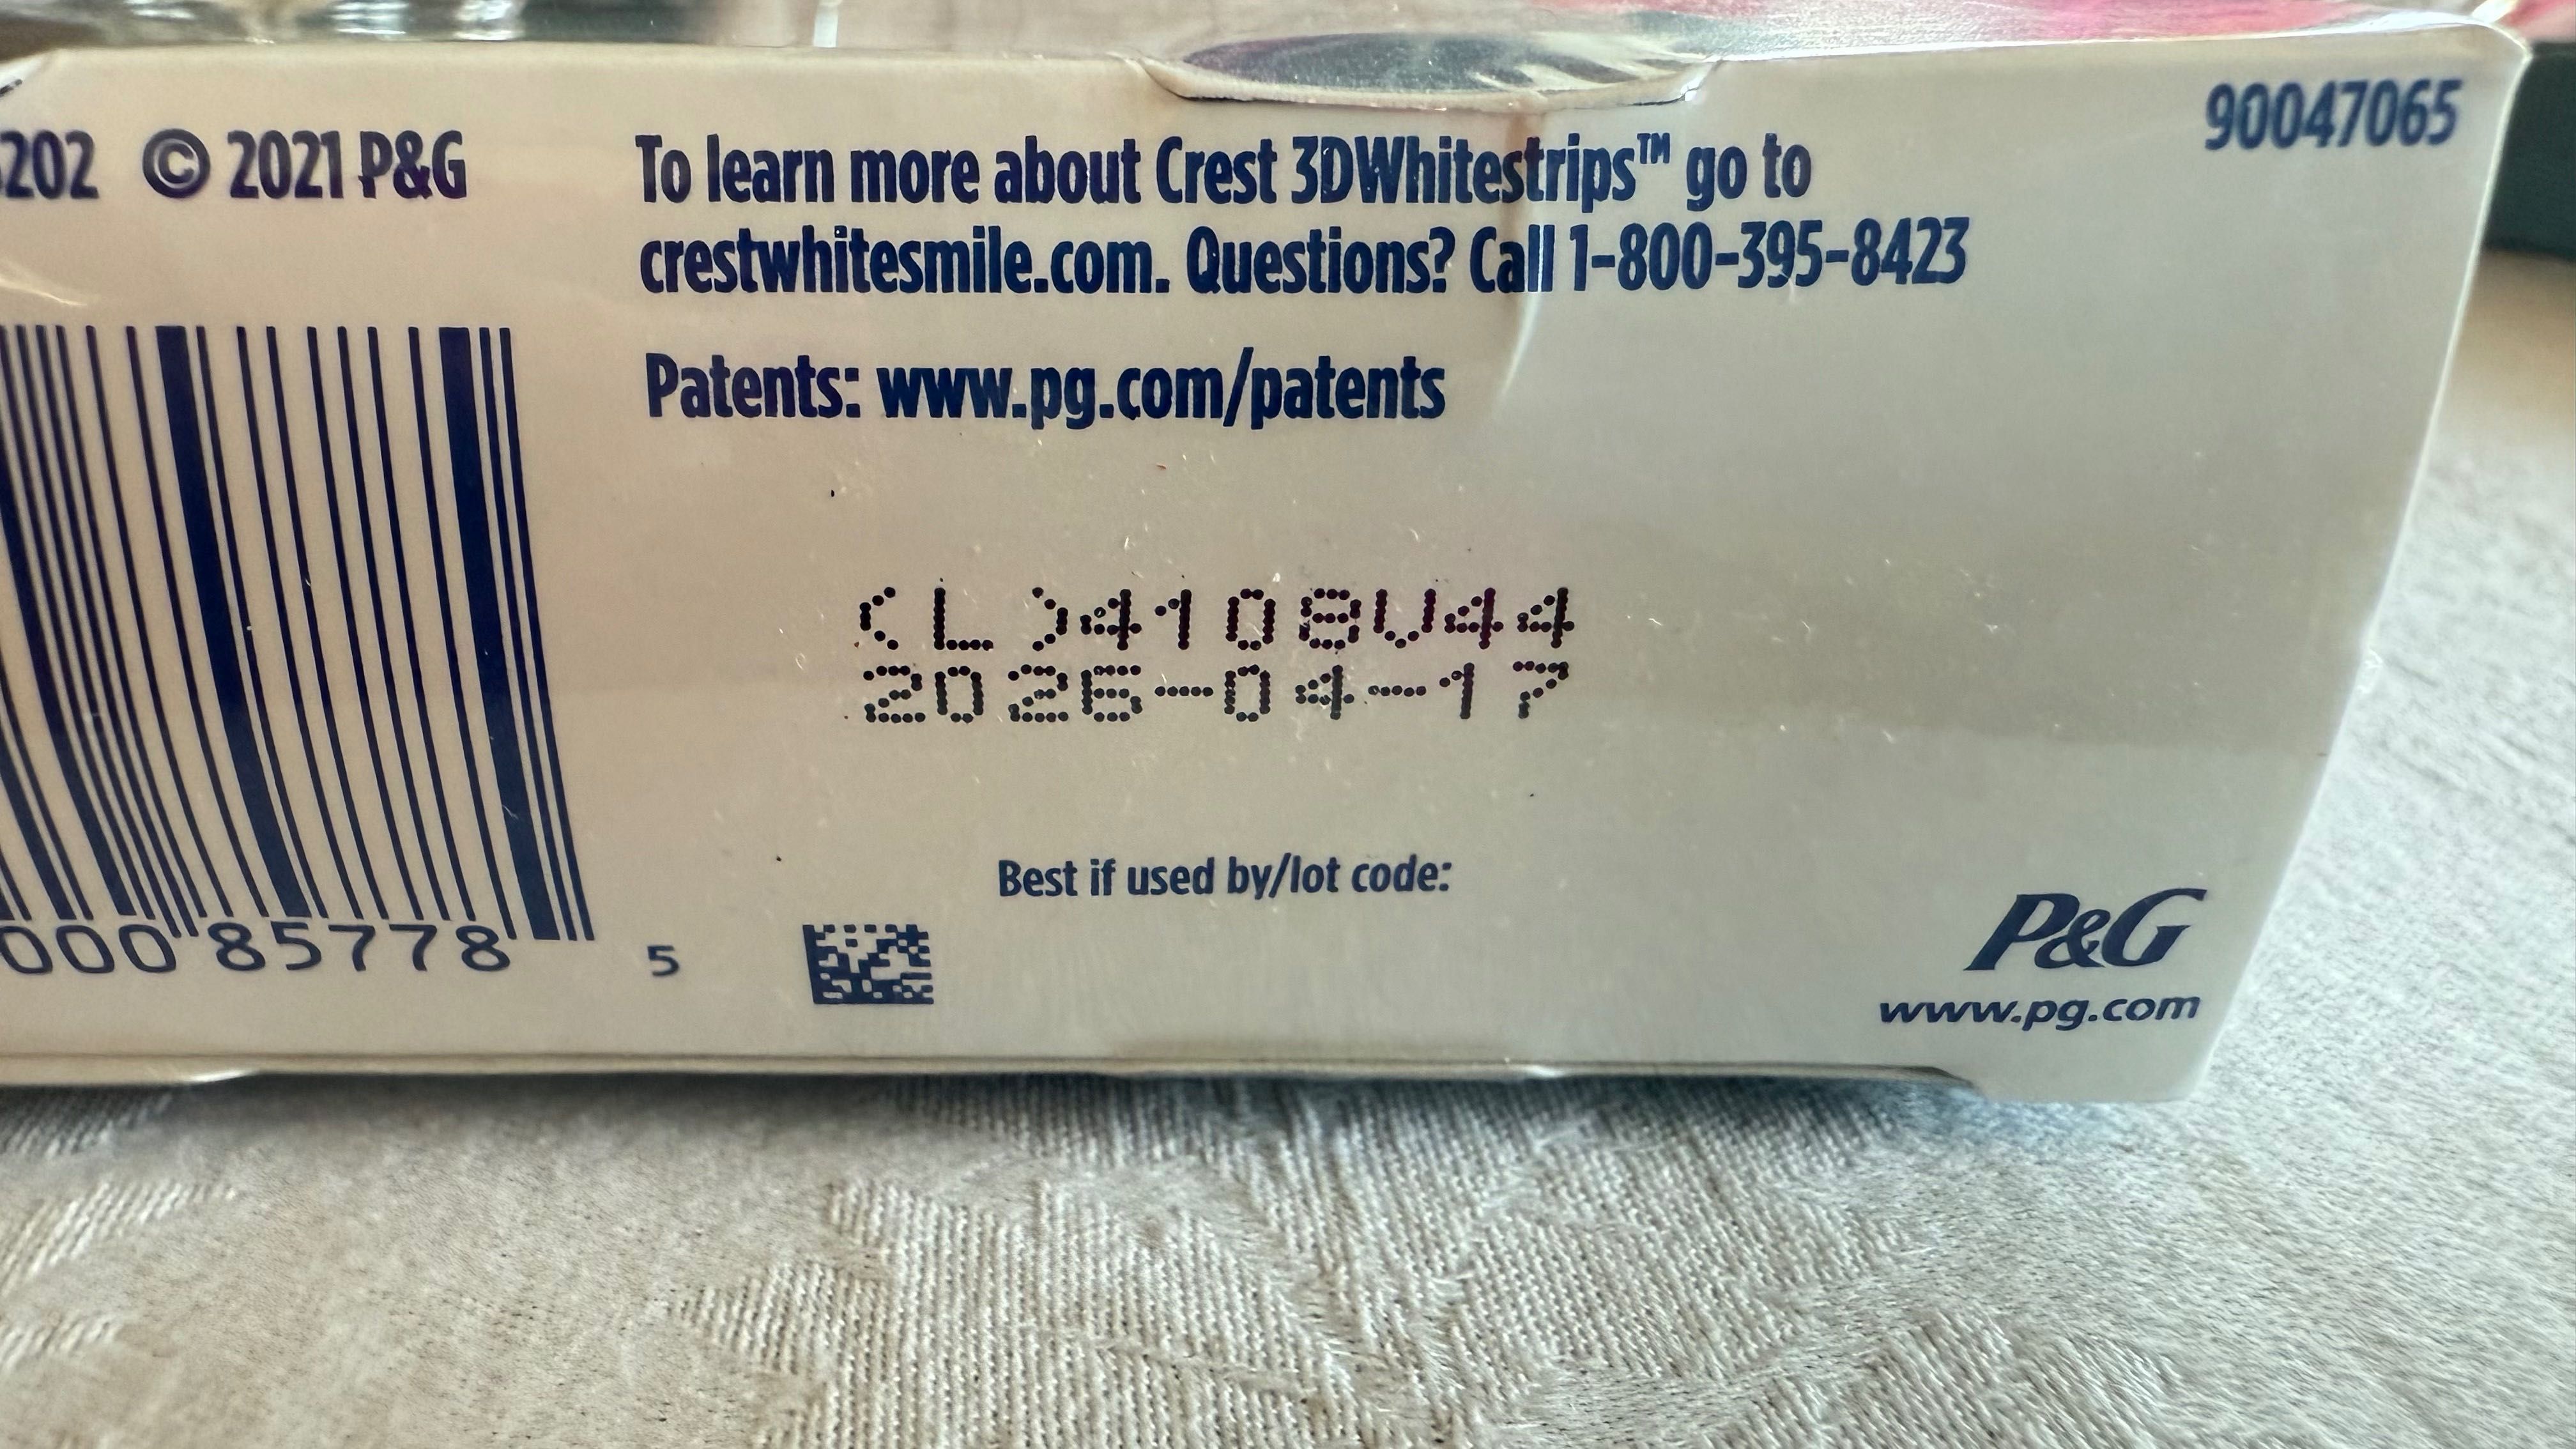 202 © 2021 P&G
To learn more about Crest 3DWhitestrips™ go to
crestwhitesmile.com. Questions? Call 1-800-395-8423
90047065
Patents: www.pg.com/patents
(L)4108V44
2026-04-17
Best if used by/lot code:
000 85778 5
P&G
www.pg.com